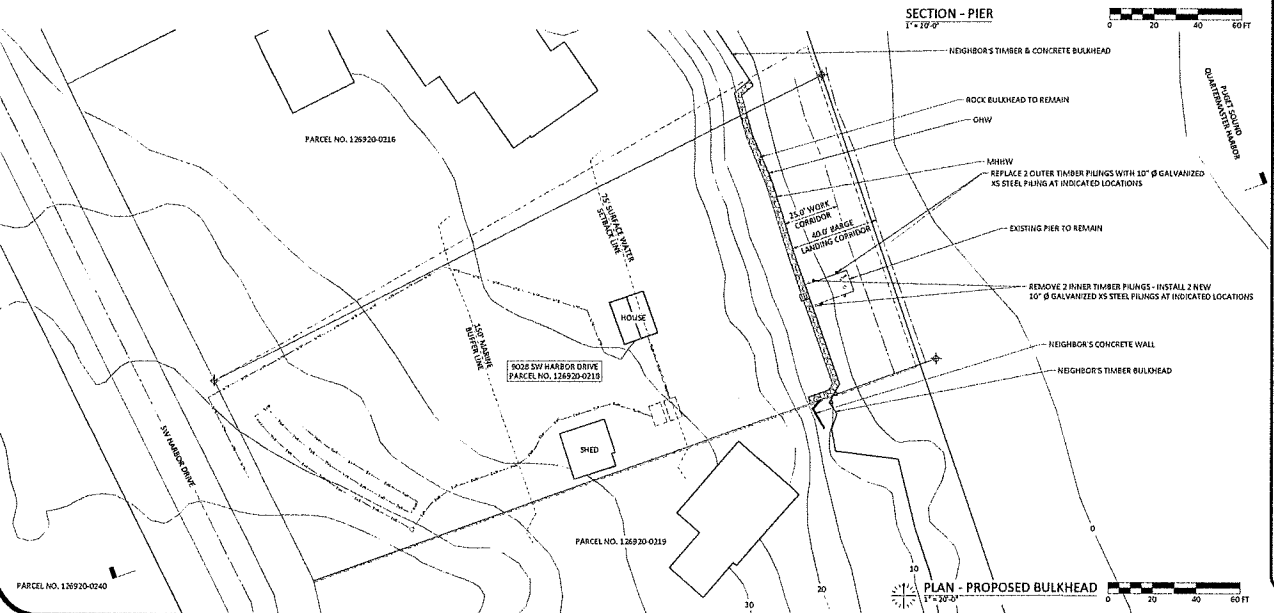 SECTION - PIER
1" = 20'-0"
0 20 40 60 FT
NEIGHBOR'S TIMBER & CONCRETE BULKHEAD
PUGET SOUND
QUARTERMASTER HARBOR
ROCK BULKHEAD TO REMAIN
OHW
PARCEL NO. 126920-0216
MHHW
REPLACE 2 OUTER TIMBER PILINGS WITH 10" Ø GALVANIZED
XS STEEL PILING AT INDICATED LOCATIONS
75' SURFACE WATER
SETBACK LINE
25.0' WORK
CORRIDOR
40.0' BARGE
LANDING CORRIDOR
EXISTING PIER TO REMAIN
REMOVE 2 INNER TIMBER PILINGS - INSTALL 2 NEW
10" Ø GALVANIZED XS STEEL PILINGS AT INDICATED LOCATIONS
HOUSE
150' MARINE
BUFFER LINE
NEIGHBOR'S CONCRETE WALL
9028 SW HARBOR DRIVE
PARCEL NO. 126920-0218
NEIGHBOR'S TIMBER BULKHEAD
SW HARBOR DRIVE
SHED
0
PARCEL NO. 126920-0219
10
PARCEL NO. 126920-0240
20
PLAN - PROPOSED BULKHEAD
1" = 20'-0"
0 20 40 60 FT
30